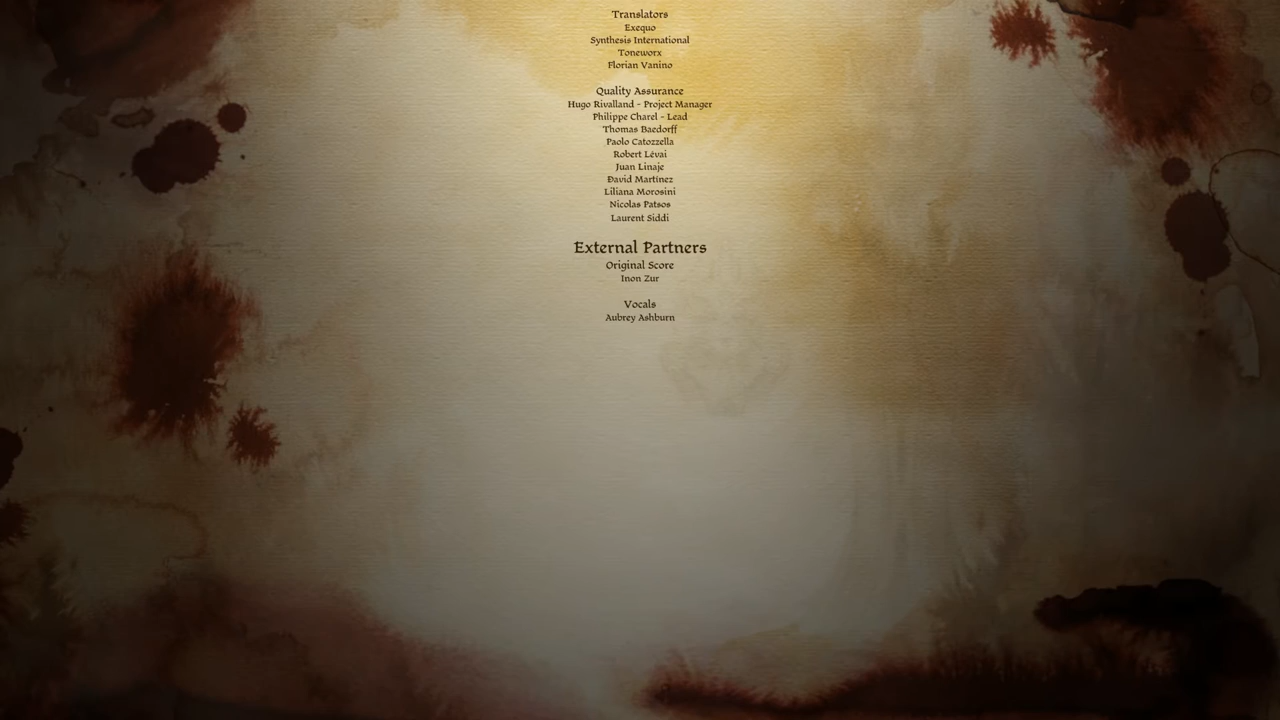 Translators
Exequo
Synthesis International
Toneworx
Florian Vanino
Quality Assurance
Hugo Rivalland - Project Manager
Philippe Charel - Lead
Thomas Baedorff
Paolo Catozzella
Robert Lévai
Juan Linaje
David Martínez
Liliana Morosini
Nicolas Patsos
Laurent Siddi
External Partners
Original Score
Inon Zur
Vocals
Aubrey Ashburn